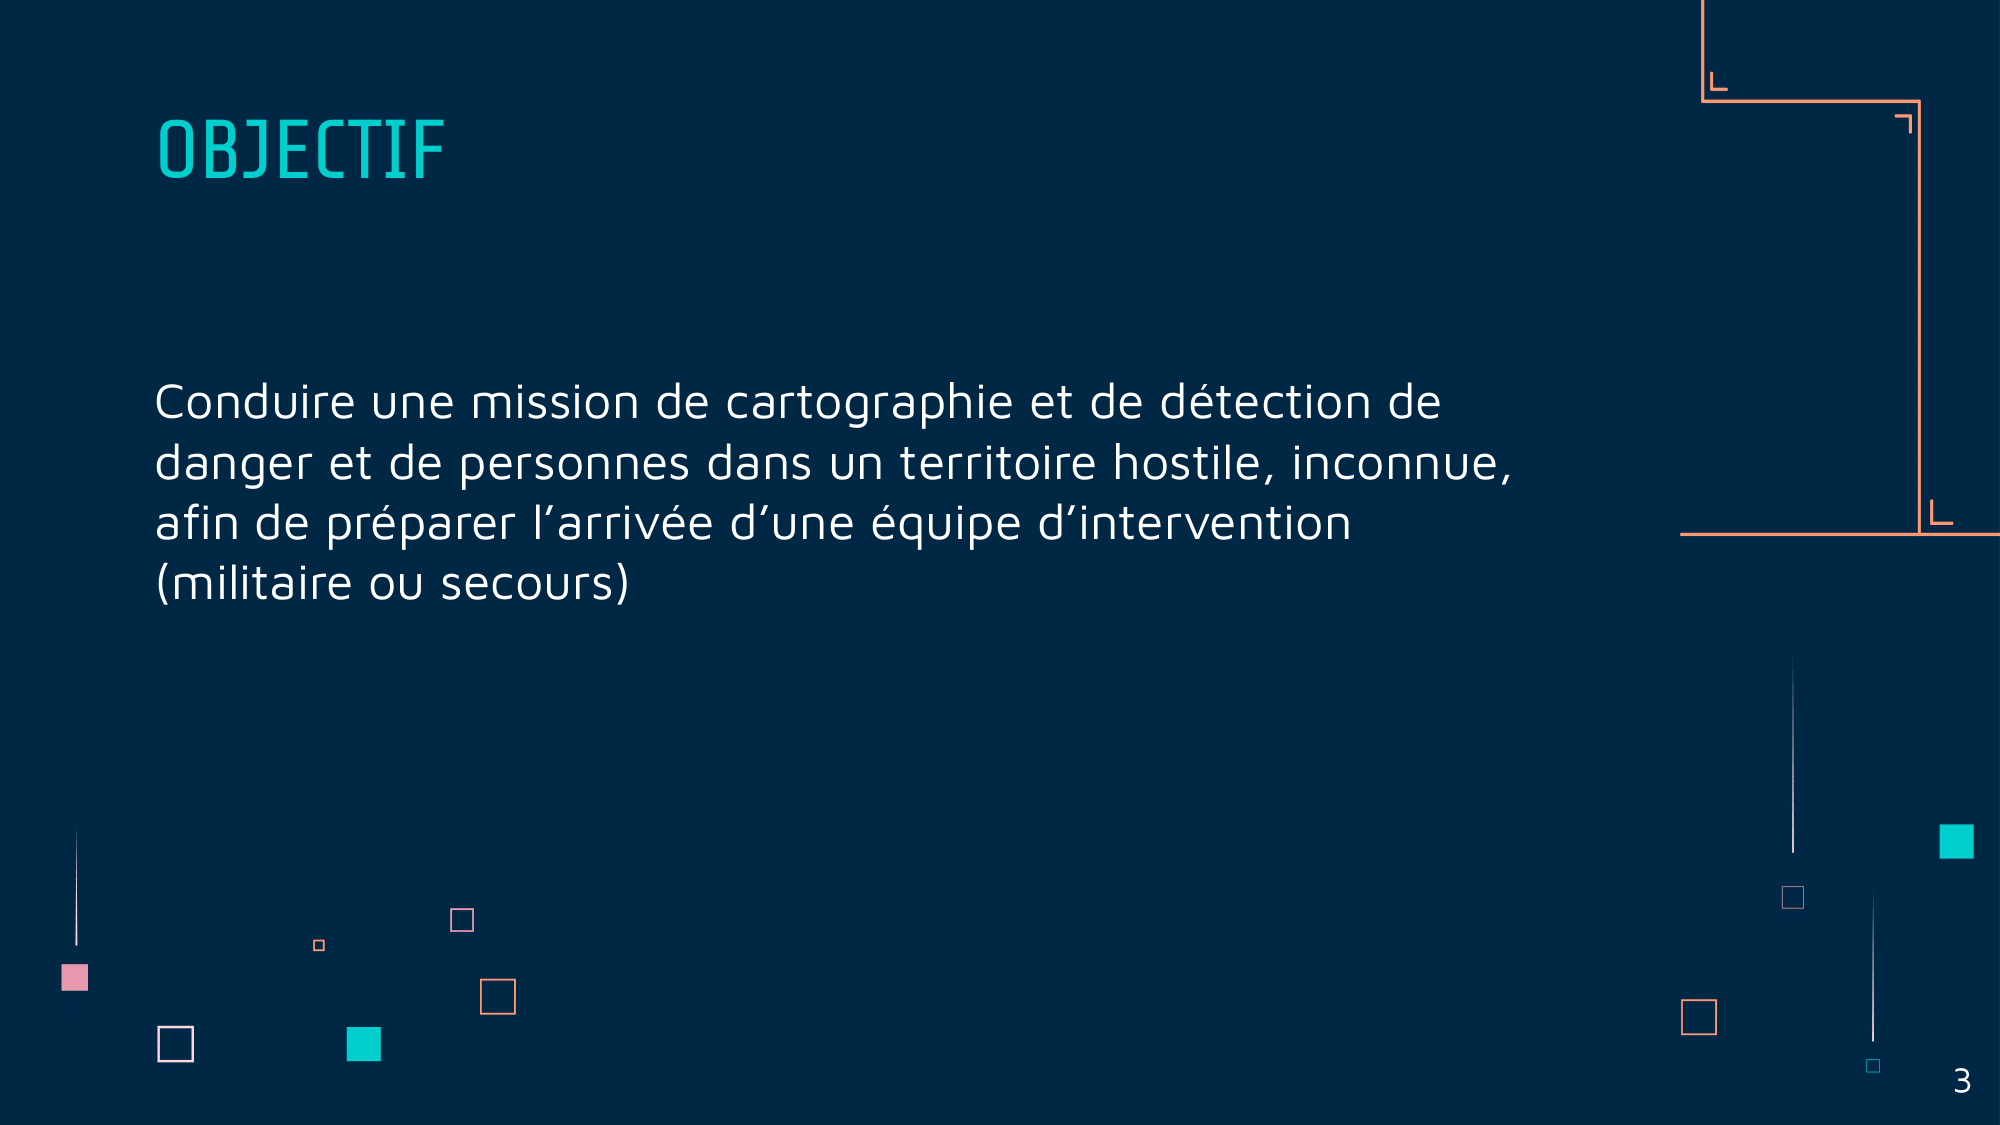 OBJECTIF
Conduire une mission de cartographie et de détection de
danger et de personnes dans un territoire hostile, inconnue,
afin de préparer l’arrivée d’une équipe d’intervention
(militaire ou secours)
3